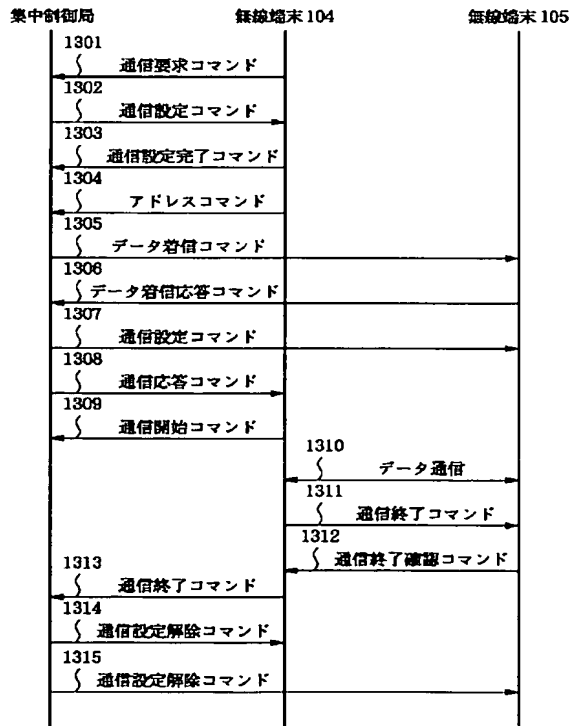 集中制御局 無線端末104 無線端末105
1301
通信要求コマンド
1302
通信設定コマンド
1303
通信設定完了コマンド
1304
アドレスコマンド
1305
データ着信コマンド
1306
データ着信応答コマンド
1307
通信設定コマンド
1308
通信応答コマンド
1309
通信開始コマンド
1310
データ通信
1311
通信終了コマンド
1312
通信終了確認コマンド
1313
通信終了コマンド
1314
通信設定解除コマンド
1315
通信設定解除コマンド